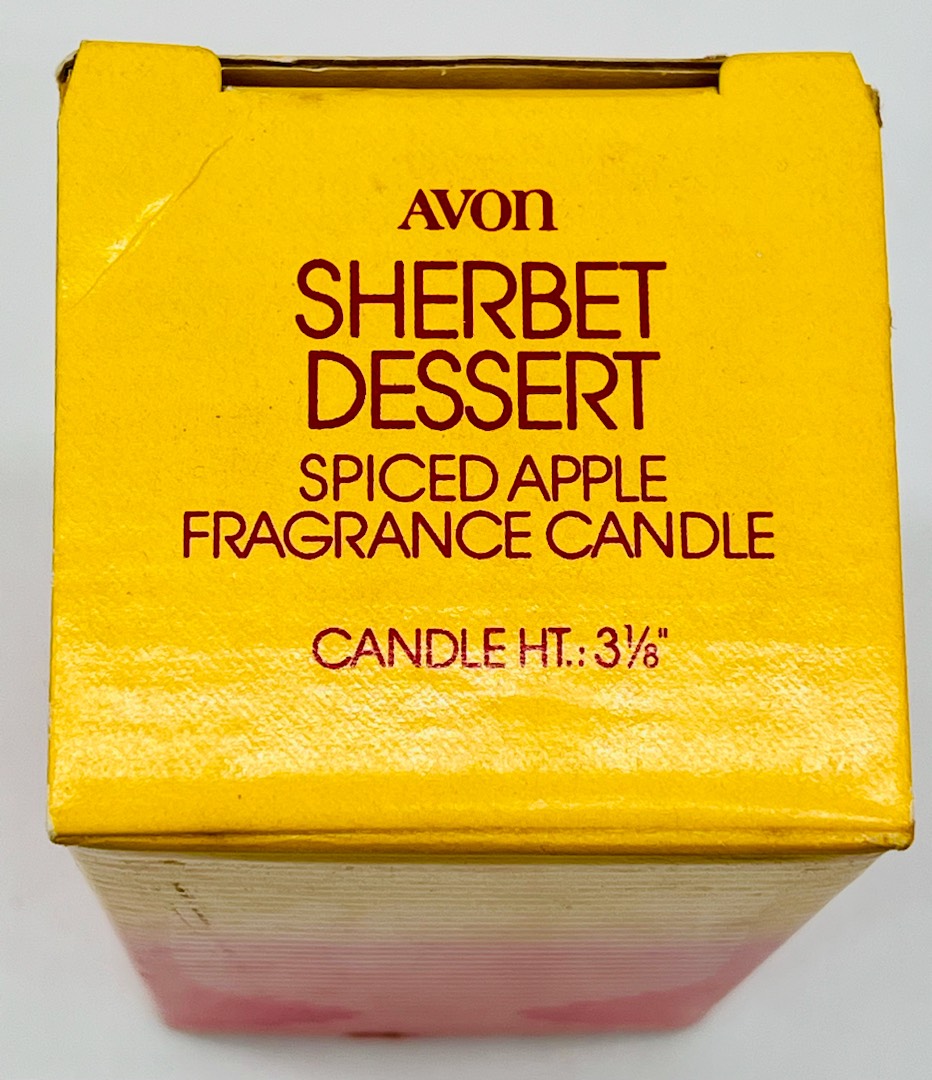 AVON
SHERBET
DESSERT
SPICED APPLE
FRAGRANCE CANDLE
CANDLE HT.: 3⅛"